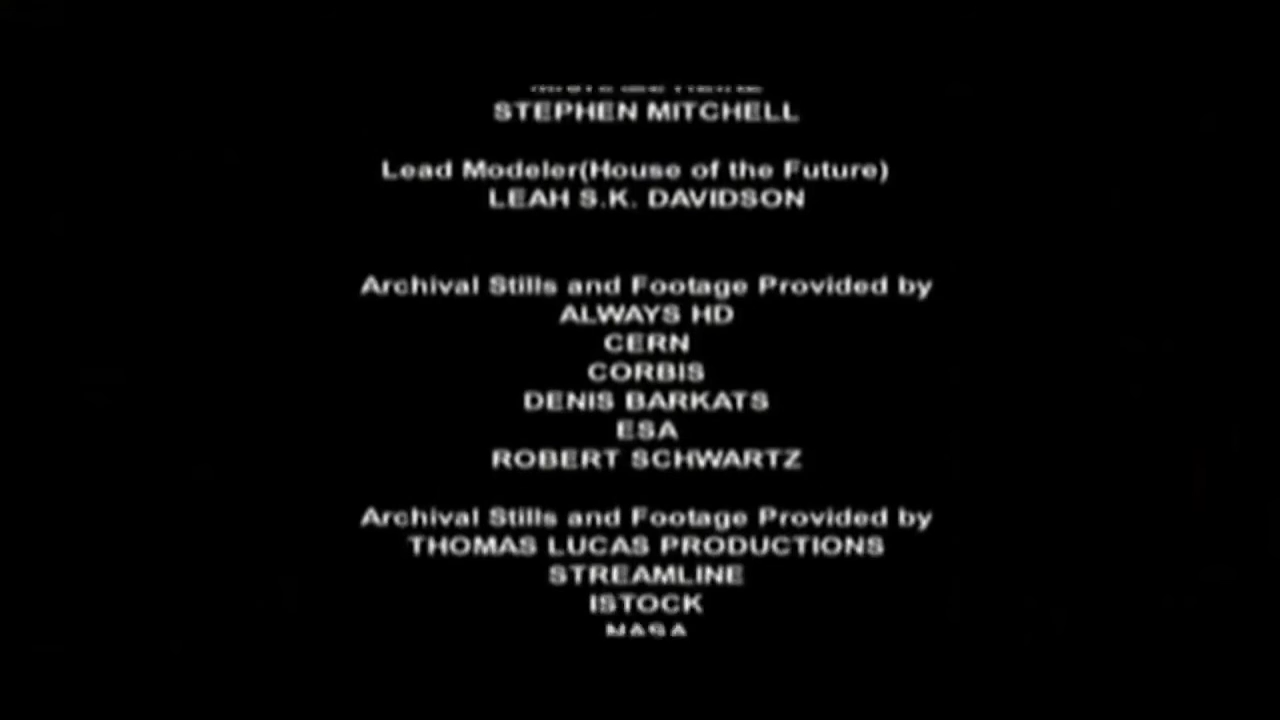 STEPHEN MITCHELL
Lead Modeler(House of the Future)
LEAH S.K. DAVIDSON
Archival Stills and Footage Provided by
ALWAYS HD
CERN
CORBIS
DENIS BARKATS
ESA
ROBERT SCHWARTZ
Archival Stills and Footage Provided by
THOMAS LUCAS PRODUCTIONS
STREAMLINE
ISTOCK
NASA